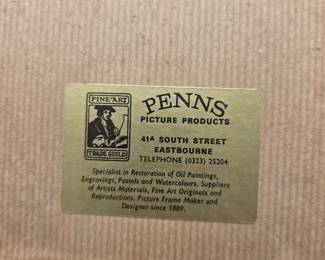 FINE ART
TRADE GUILD
PENNS
PICTURE PRODUCTS
41A SOUTH STREET
EASTBOURNE
TELEPHONE (0323) 25204
Specialist in Restoration of Oil Paintings,
Engravings, Pastels and Watercolours, Suppliers
of Artists Materials, Fine Art Originals and
Reproductions, Picture Frame Maker and
Designer since 1889.